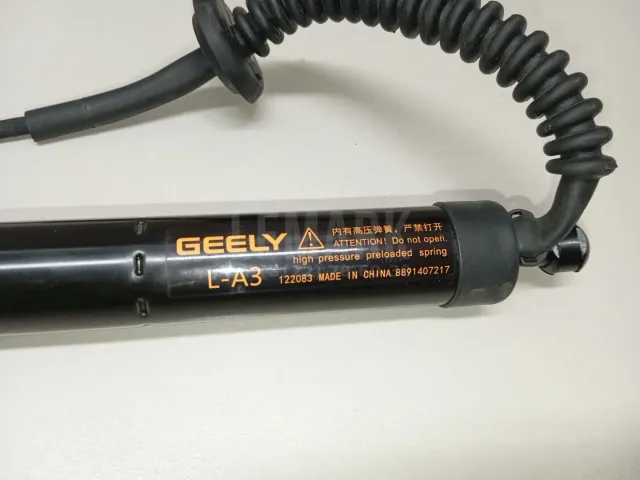 LEMARK
GEELY
内有高压弹簧，严禁打开
ATTENTION! Do not open.
high pressure preloaded spring
L-A3
122083 MADE IN CHINA 8891407217